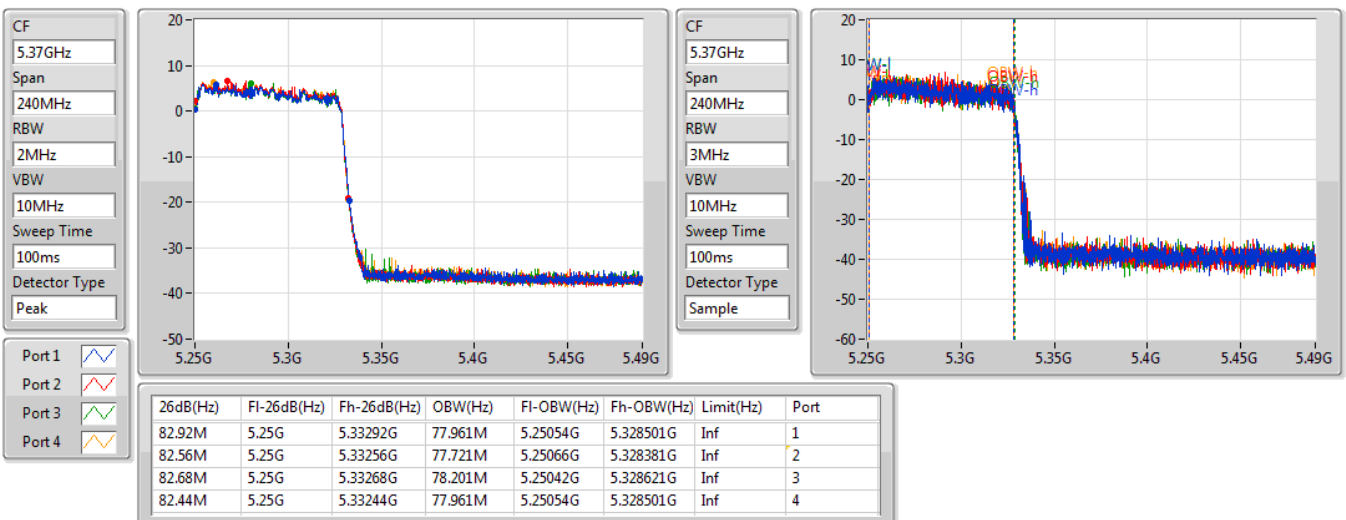 CF
5.37GHz
Span
240MHz
RBW
2MHz
VBW
10MHz
Sweep Time
100ms
Detector Type
Peak
20
10
0
-10
-20
-30
-40
-50
5.25G 5.3G 5.35G 5.4G 5.45G 5.49G
CF
5.37GHz
Span
240MHz
RBW
3MHz
VBW
10MHz
Sweep Time
100ms
Detector Type
Sample
20
10
0
-10
-20
-30
-40
-50
-60
OBW-h
5.25G 5.3G 5.35G 5.4G 5.45G 5.49G
Port 1
Port 2
Port 3
Port 4
26dB(Hz) Fl-26dB(Hz) Fh-26dB(Hz) OBW(Hz) Fl-OBW(Hz) Fh-OBW(Hz) Limit(Hz) Port
82.92M 5.25G 5.33292G 77.961M 5.25054G 5.328501G Inf 1
82.56M 5.25G 5.33256G 77.721M 5.25066G 5.328381G Inf 2
82.68M 5.25G 5.33268G 78.201M 5.25042G 5.328621G Inf 3
82.44M 5.25G 5.33244G 77.961M 5.25054G 5.328501G Inf 4